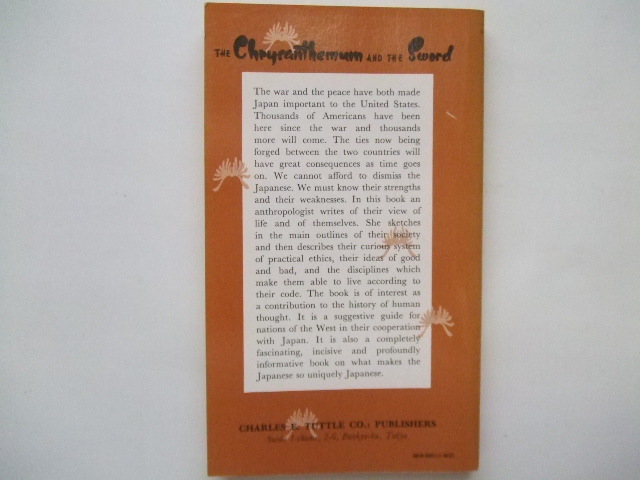 THE Chrysanthemum AND THE Sword
The war and the peace have both made
Japan important to the United States.
Thousands of Americans have been
here since the war and thousands
more will come. The ties now being
forged between the two countries will
have great consequences as time goes
on. We cannot afford to dismiss the
Japanese. We must know their strengths
and their weaknesses. In this book an
anthropologist writes of their view of
life and of themselves. She sketches
in the main outlines of their society
and then describes their curious system
of practical ethics, their ideas of good
and bad, and the disciplines which
make them able to live according to
their code. The book is of interest as
a contribution to the history of human
thought. It is a suggestive guide for
nations of the West in their cooperation
with Japan. It is also a completely
fascinating, incisive and profoundly
informative book on what makes the
Japanese so uniquely Japanese.
CHARLES E. TUTTLE CO.: PUBLISHERS
2-6, Bunkyo-ku, Tokyo